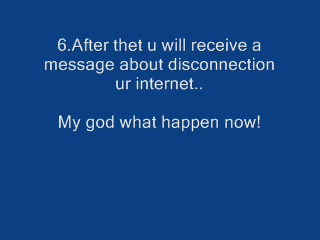 6.After thet u will receive a
message about disconnection
ur internet..
My god what happen now!